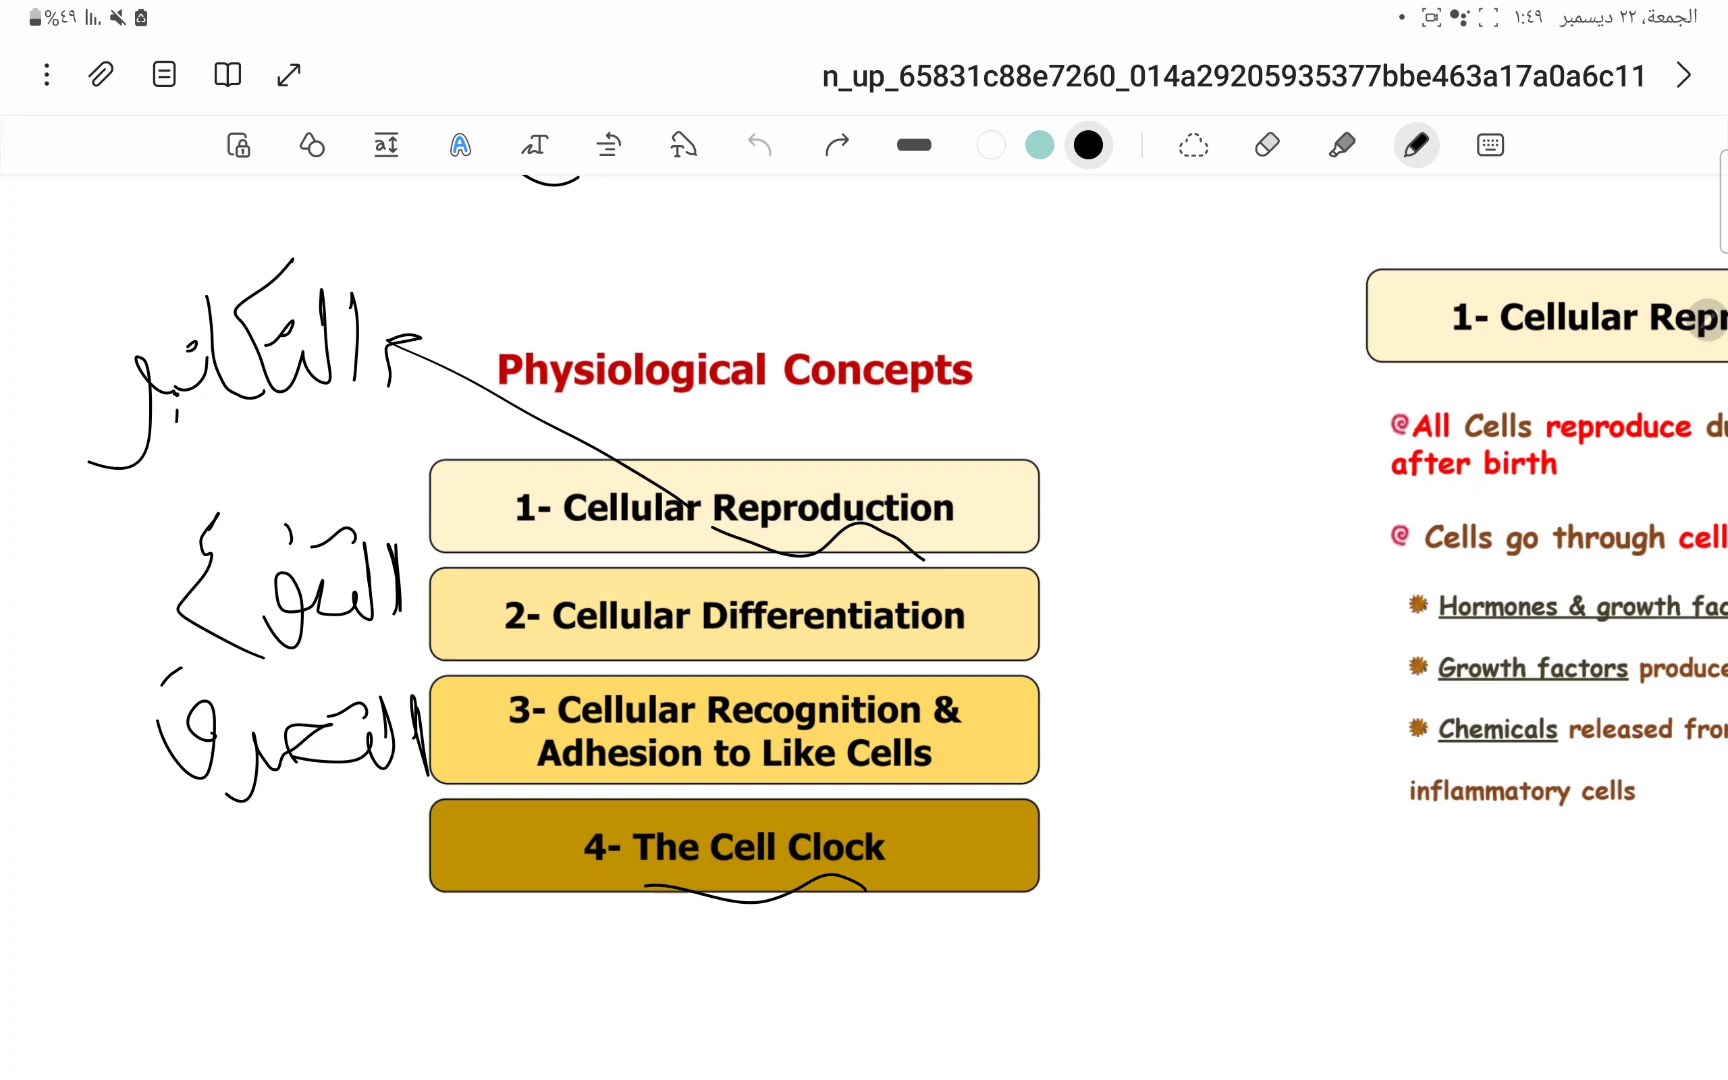 %٤٩
١:٤٩ الجمعة، ٢٢ ديسمبر
n_up_65831c88e7260_014a29205935377bbe463a17a0a6c11
Physiological Concepts
1- Cellular Reproduction
2- Cellular Differentiation
3- Cellular Recognition &
Adhesion to Like Cells
4- The Cell Clock
التكاثير
التنوع
التعرف
1- Cellular Repr
All Cells reproduce du
after birth
Cells go through cell
Hormones & growth fac
Growth factors produce
Chemicals released fro
inflammatory cells